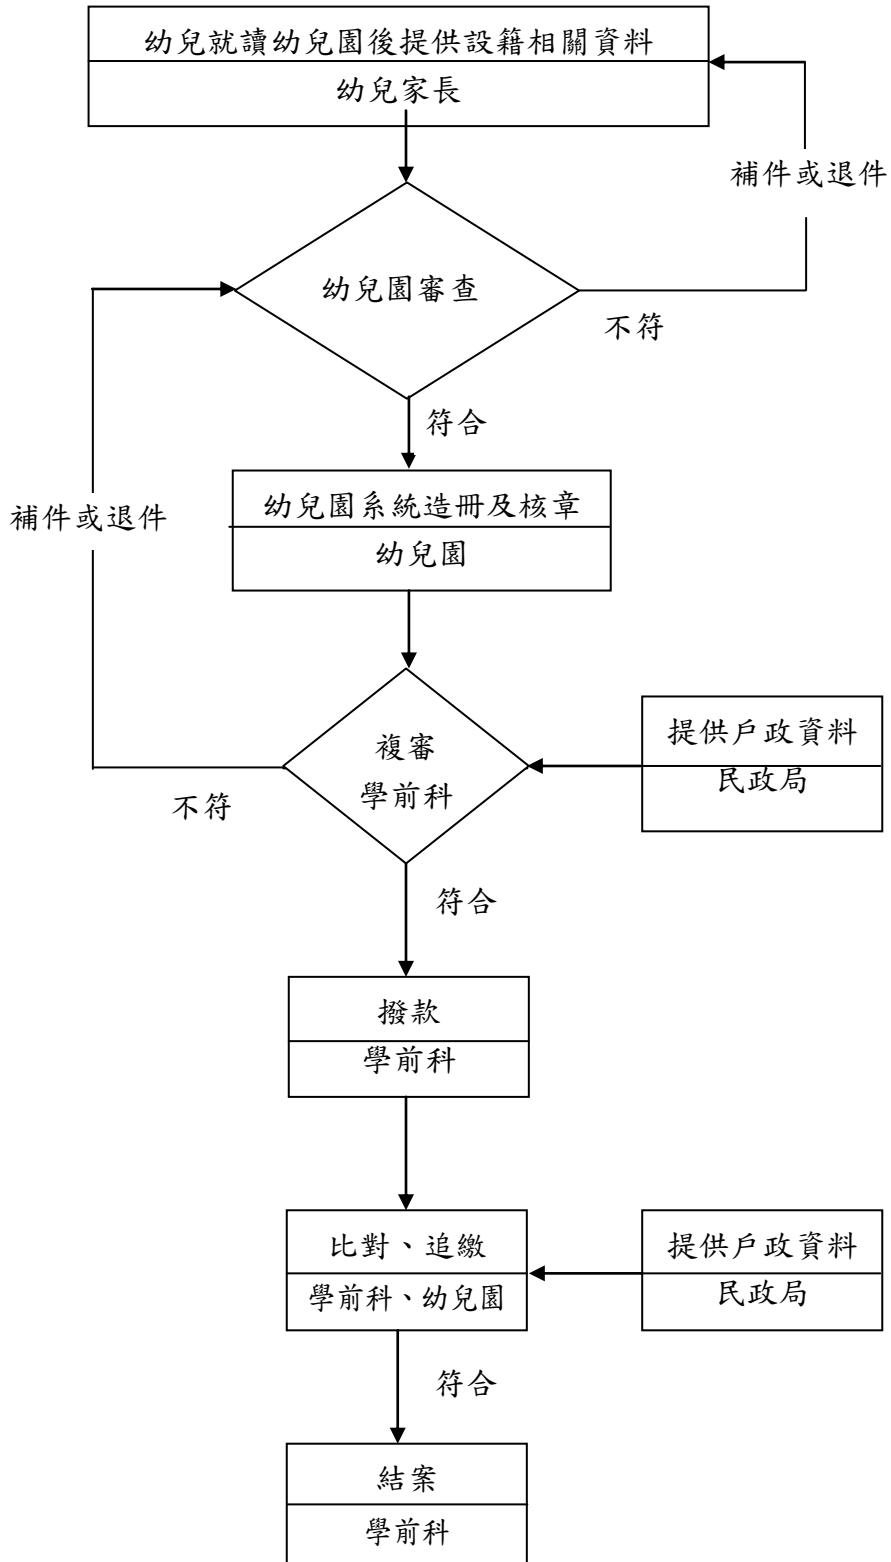 幼兒就讀幼兒園後提供設籍相關資料
幼兒家長
補件或退件
幼兒園審查
不符
符合
幼兒園系統造冊及核章
幼兒園
補件或退件
複審
學前科
提供戶政資料
民政局
不符
符合
撥款
學前科
比對、追繳
學前科、幼兒園
提供戶政資料
民政局
符合
結案
學前科